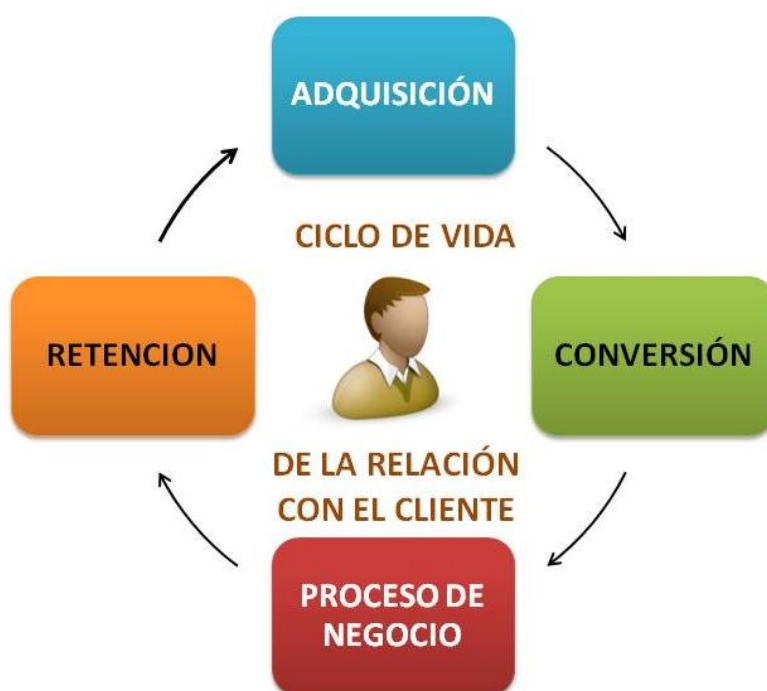 ADQUISICIÓN
CICLO DE VIDA
RETENCION
CONVERSIÓN
DE LA RELACIÓN
CON EL CLIENTE
PROCESO DE
NEGOCIO